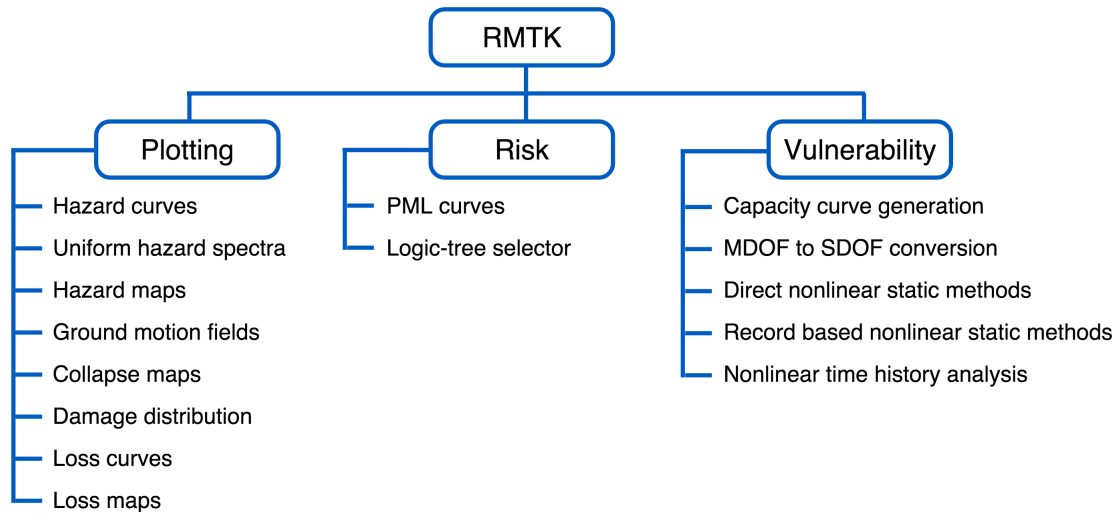 RMTK
Plotting
Hazard curves
Uniform hazard spectra
Hazard maps
Ground motion fields
Collapse maps
Damage distribution
Loss curves
Loss maps
Risk
PML curves
Logic-tree selector
Vulnerability
Capacity curve generation
MDOF to SDOF conversion
Direct nonlinear static methods
Record based nonlinear static methods
Nonlinear time history analysis